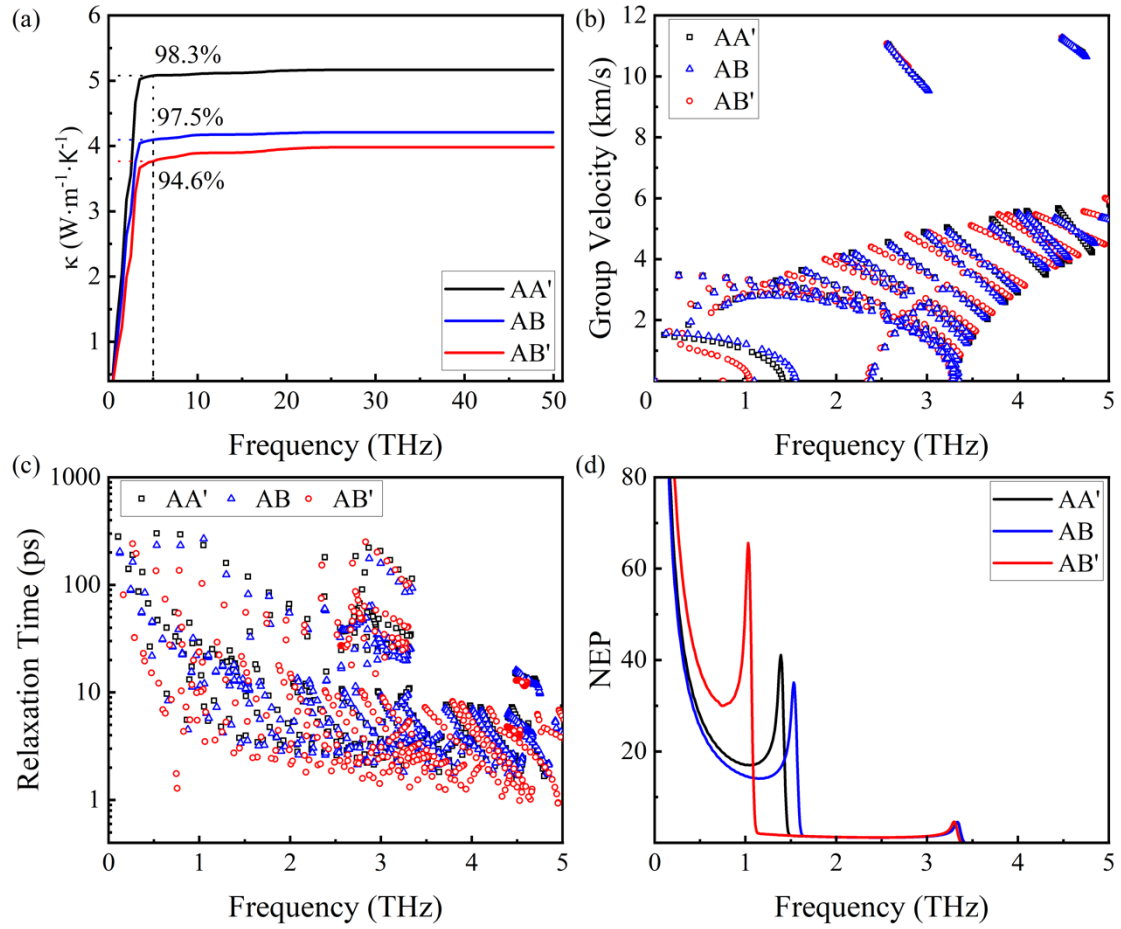 (a)
κ (W·m⁻¹·K⁻¹)
6
5
4
3
2
1
98.3%
97.5%
94.6%
AA'
AB
AB'
0 10 20 30 40 50
Frequency (THz)
(b)
Group Velocity (km/s)
12
10
8
6
4
2
AA'
AB
AB'
0 1 2 3 4 5
Frequency (THz)
(c)
Relaxation Time (ps)
1000
100
10
1
AA' AB AB'
0 1 2 3 4 5
Frequency (THz)
(d)
NEP
80
60
40
20
AA'
AB
AB'
0 1 2 3 4 5
Frequency (THz)